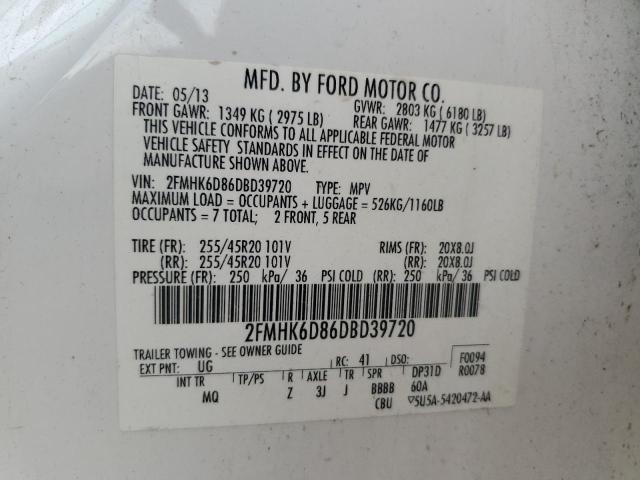 MFD. BY FORD MOTOR CO.
DATE: 05/13 GVWR: 2803 KG ( 6180 LB)
FRONT GAWR: 1349 KG ( 2975 LB) REAR GAWR: 1477 KG ( 3257 LB)
THIS VEHICLE CONFORMS TO ALL APPLICABLE FEDERAL MOTOR
VEHICLE SAFETY STANDARDS IN EFFECT ON THE DATE OF
MANUFACTURE SHOWN ABOVE.
VIN: 2FMHK6D86DBD39720 TYPE: MPV
MAXIMUM LOAD = OCCUPANTS + LUGGAGE = 526KG/1160LB
OCCUPANTS = 7 TOTAL; 2 FRONT, 5 REAR
TIRE (FR): 255/45R20 101V RIMS (FR): 20X8.0J
(RR): 255/45R20 101V (RR): 20X8.0J
PRESSURE (FR): 250 kPa/ 36 PSI COLD (RR): 250 kPa/ 36 PSI COLD
2FMHK6D86DBD39720
TRAILER TOWING - SEE OWNER GUIDE
EXT PNT: UG RC: 41 DSO: F0094
INT TR TP/PS R AXLE TR SPR DP31D R0078
MQ Z 3J J BBBB 60A
CBU ▽5U5A-5420472-AA